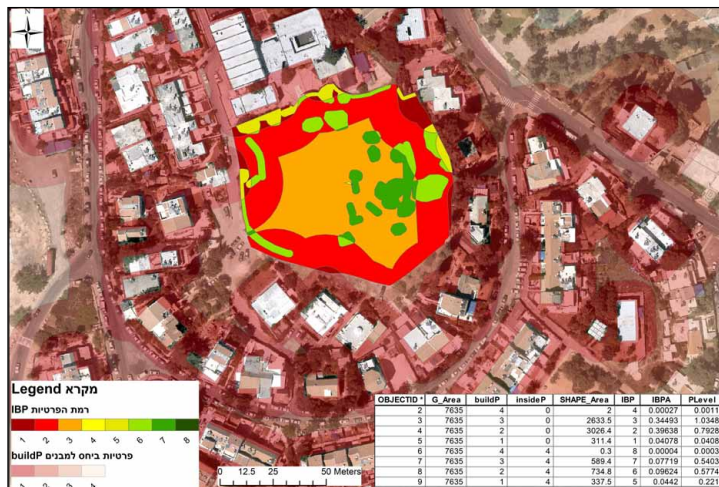 N
מקרא Legend
רמת הפרטיות IBP
1 2 3 4 5 6 7 8
פרטיות ביחס למבנים buildP
1 2 3 4
0 12.5 25 50 Meters
OBJECTID * G_Area buildP insideP SHAPE_Area IBP IBPA PLevel
2 7635 4 0 2 4 0.00027 0.0011
3 7635 3 0 2633.5 3 0.34493 1.0348
4 7635 2 0 3026.4 2 0.39638 0.7928
5 7635 1 0 311.4 1 0.04078 0.0408
6 7635 4 4 0.3 8 0.00004 0.0003
7 7635 3 4 589.4 7 0.07719 0.5403
8 7635 2 4 734.8 6 0.09624 0.5774
9 7635 1 4 337.5 5 0.0442 0.221